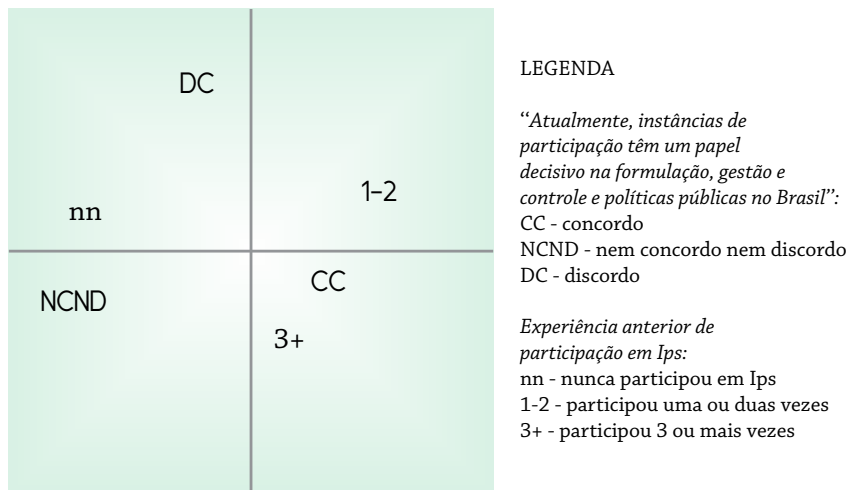 DC
1-2
nn
CC
NCND
3+
LEGENDA
“Atualmente, instâncias de
participação têm um papel
decisivo na formulação, gestão e
controle e políticas públicas no Brasil”:
CC - concordo
NCND - nem concordo nem discordo
DC - discordo
Experiência anterior de
participação em Ips:
nn - nunca participou em Ips
1-2 - participou uma ou duas vezes
3+ - participou 3 ou mais vezes